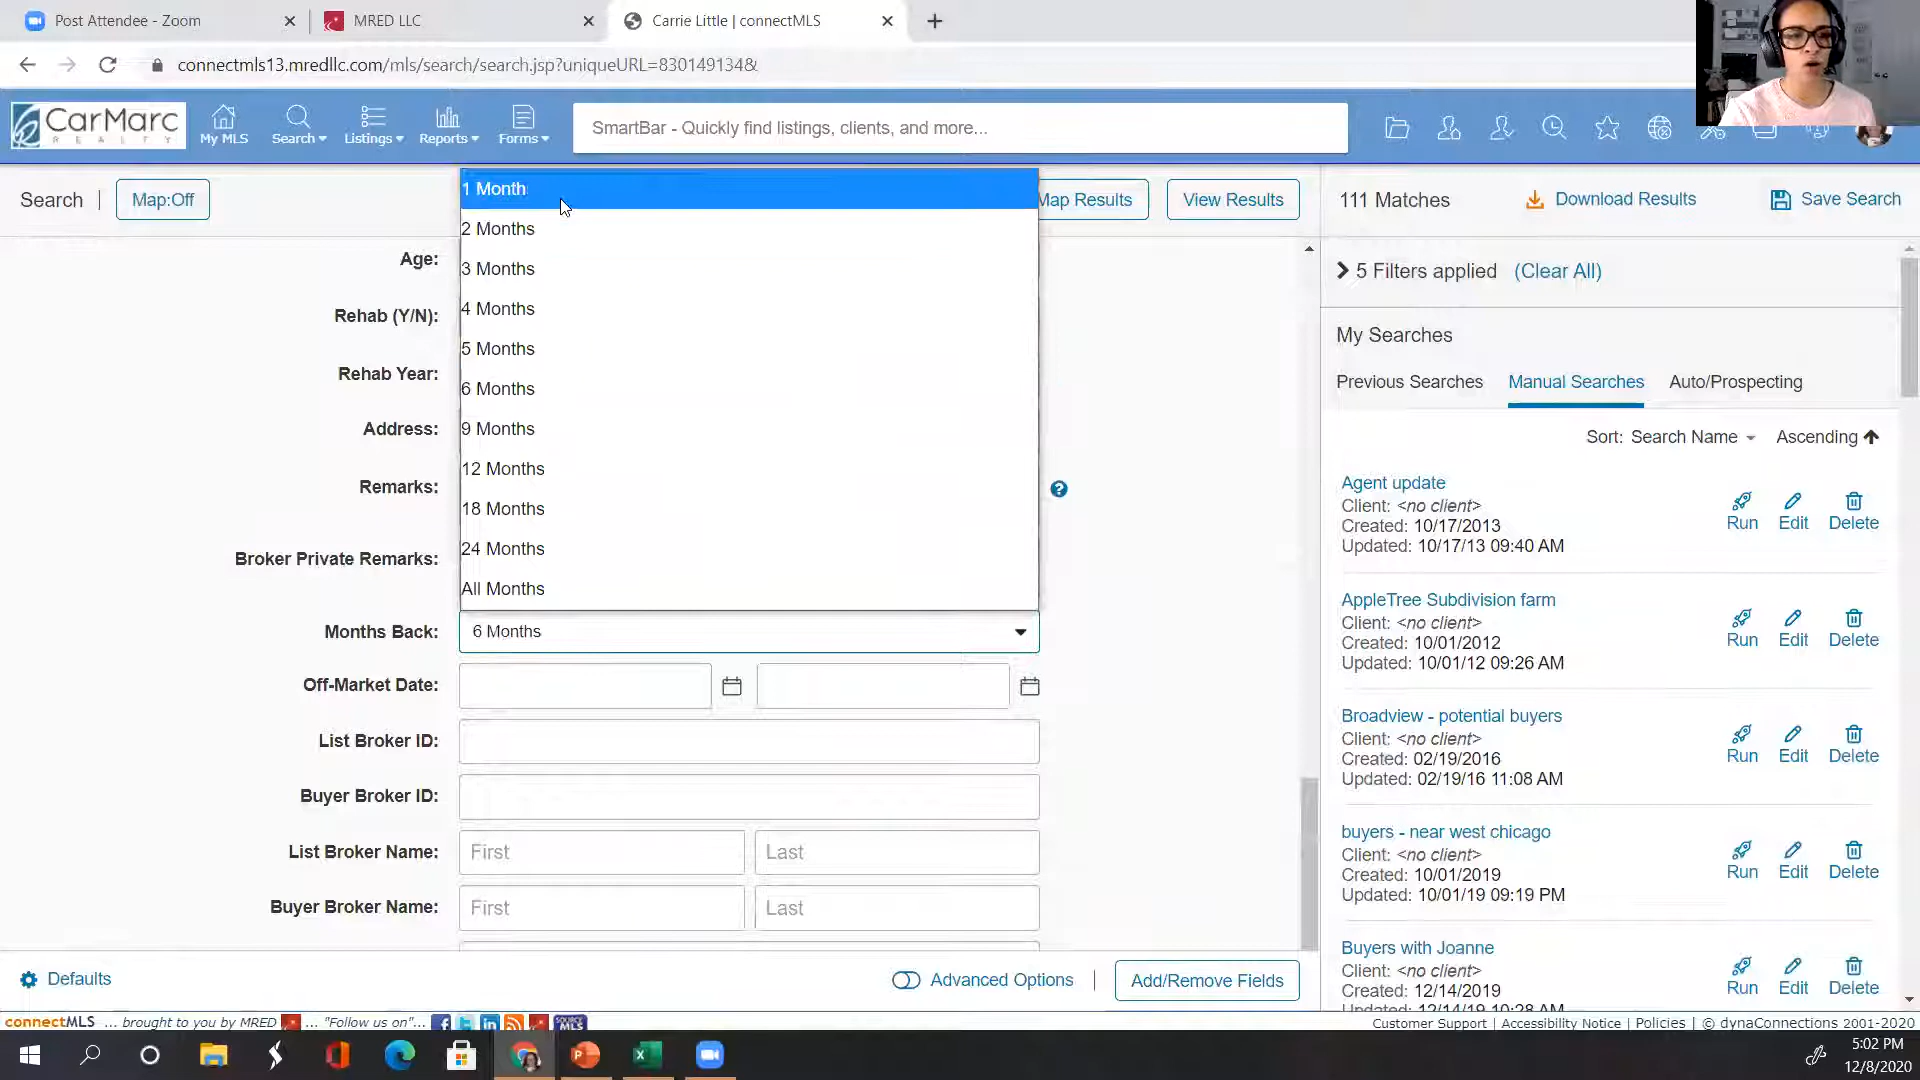 Post Attendee - Zoom
MRED LLC
Carrie Little | connectMLS
connectmls13.mredllc.com/mls/search/search.jsp?uniqueURL=830149134&
CarMarc
REALTY
My MLS
Search
Listings
Reports
Forms
SmartBar - Quickly find listings, clients, and more...
Search
Map:Off
Map Results
View Results
111 Matches
Download Results
Save Search
1 Month
2 Months
3 Months
4 Months
5 Months
6 Months
9 Months
12 Months
18 Months
24 Months
All Months
Age:
Rehab (Y/N):
Rehab Year:
Address:
Remarks:
Broker Private Remarks:
Months Back:
6 Months
Off-Market Date:
List Broker ID:
Buyer Broker ID:
List Broker Name:
First
Last
Buyer Broker Name:
First
Last
Defaults
Advanced Options
Add/Remove Fields
5 Filters applied (Clear All)
My Searches
Previous Searches
Manual Searches
Auto/Prospecting
Sort: Search Name
Ascending
Agent update
Client: <no client>
Created: 10/17/2013
Updated: 10/17/13 09:40 AM
Run
Edit
Delete
AppleTree Subdivision farm
Client: <no client>
Created: 10/01/2012
Updated: 10/01/12 09:26 AM
Run
Edit
Delete
Broadview - potential buyers
Client: <no client>
Created: 02/19/2016
Updated: 02/19/16 11:08 AM
Run
Edit
Delete
buyers - near west chicago
Client: <no client>
Created: 10/01/2019
Updated: 10/01/19 09:19 PM
Run
Edit
Delete
Buyers with Joanne
Client: <no client>
Created: 12/14/2019
Updated: 12/14/19 10:28 AM
Run
Edit
Delete
connectMLS ... brought to you by MRED ... "Follow us on"...
SOURCE MLS
Customer Support | Accessibility Notice | Policies | © dynaConnections 2001-2020
5:02 PM
12/8/2020